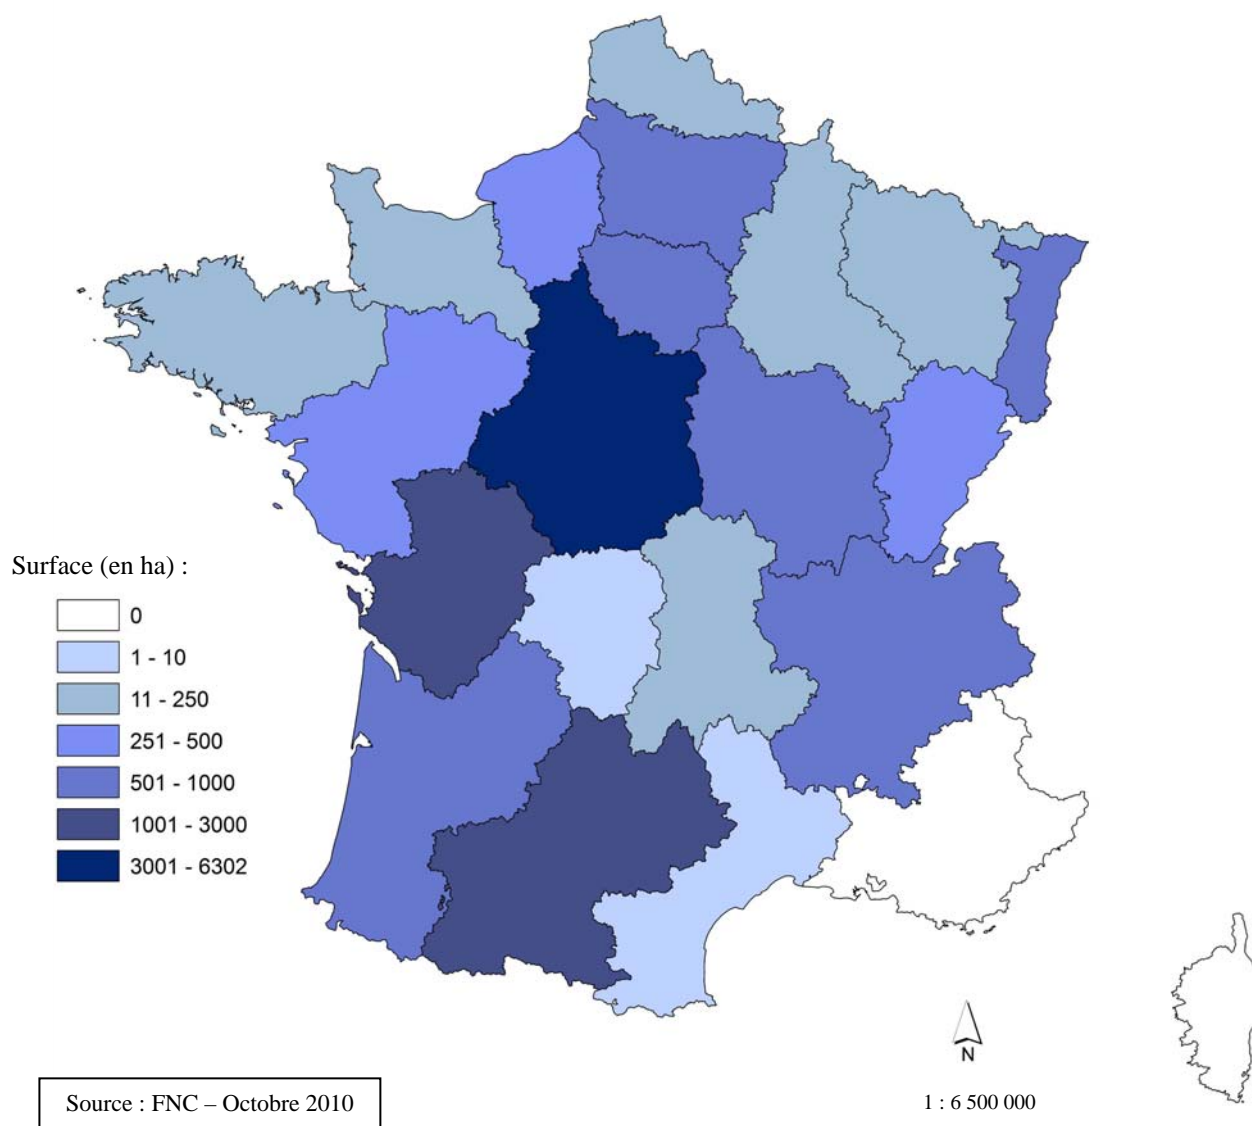 Surface (en ha) :
0
1 - 10
11 - 250
251 - 500
501 - 1000
1001 - 3000
3001 - 6302
N
Source : FNC – Octobre 2010
1 : 6 500 000